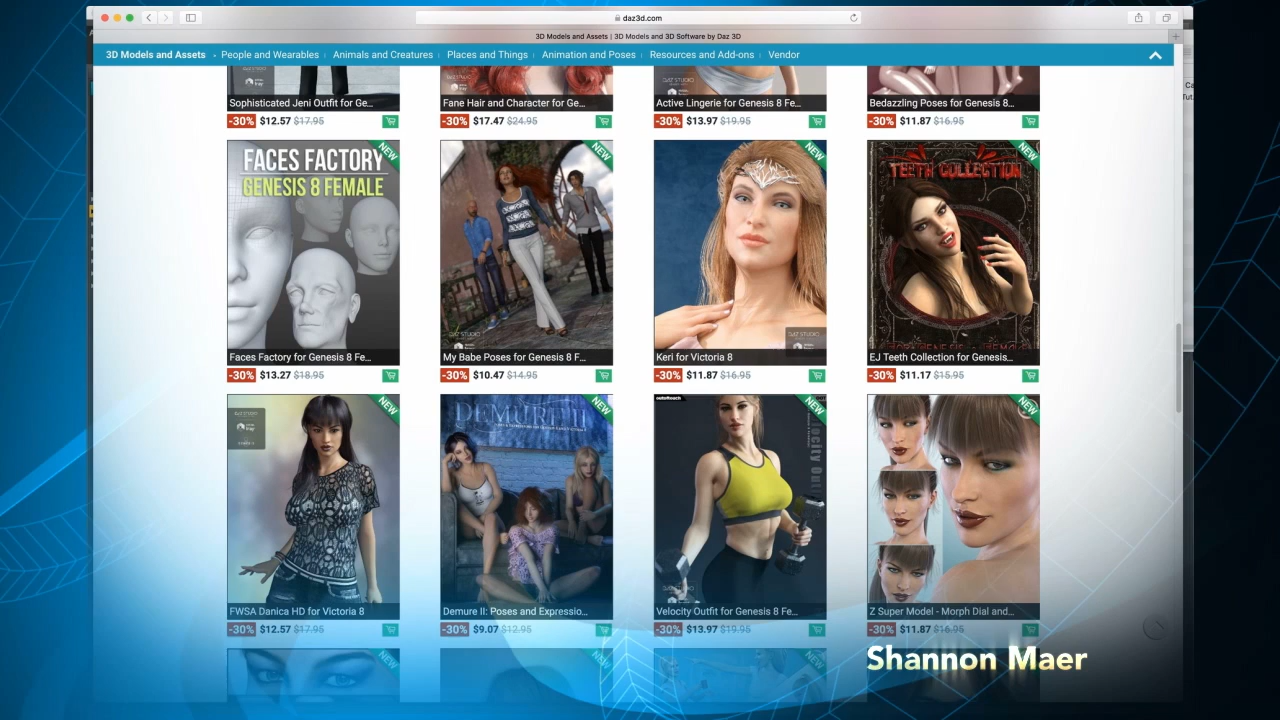 daz3d.com
3D Models and Assets | 3D Models and 3D Software by Daz 3D
3D Models and Assets - People and Wearables Animals and Creatures Places and Things Animation and Poses Resources and Add-ons Vendor
Sophisticated Jeni Outfit for Ge...
Fane Hair and Character for Ge...
Active Lingerie for Genesis 8 Fe...
Bedazzling Poses for Genesis 8...
-30% $12.57 $17.95
-30% $17.47 $24.95
-30% $13.97 $19.95
-30% $11.87 $16.95
FACES FACTORY
GENESIS 8 FEMALE
NEW
NEW
NEW
TEETH COLLECTION
NEW
DAZ STUDIO
Faces Factory for Genesis 8 Fe...
My Babe Poses for Genesis 8 F...
Keri for Victoria 8
EJ Teeth Collection for Genesis...
-30% $13.27 $18.95
-30% $10.47 $14.95
-30% $11.87 $16.95
-30% $11.17 $15.95
NEW
DEMURE II
NEW
outoftouch
Velocity Outfit
NEW
NEW
FWSA Danica HD for Victoria 8
Demure II: Poses and Expressio...
Velocity Outfit for Genesis 8 Fe...
Z Super Model - Morph Dial and...
-30% $12.57 $17.95
-30% $9.07 $12.95
-30% $13.97 $19.95
-30% $11.87 $16.95
NEW
NEW
NEW
Shannon Maer